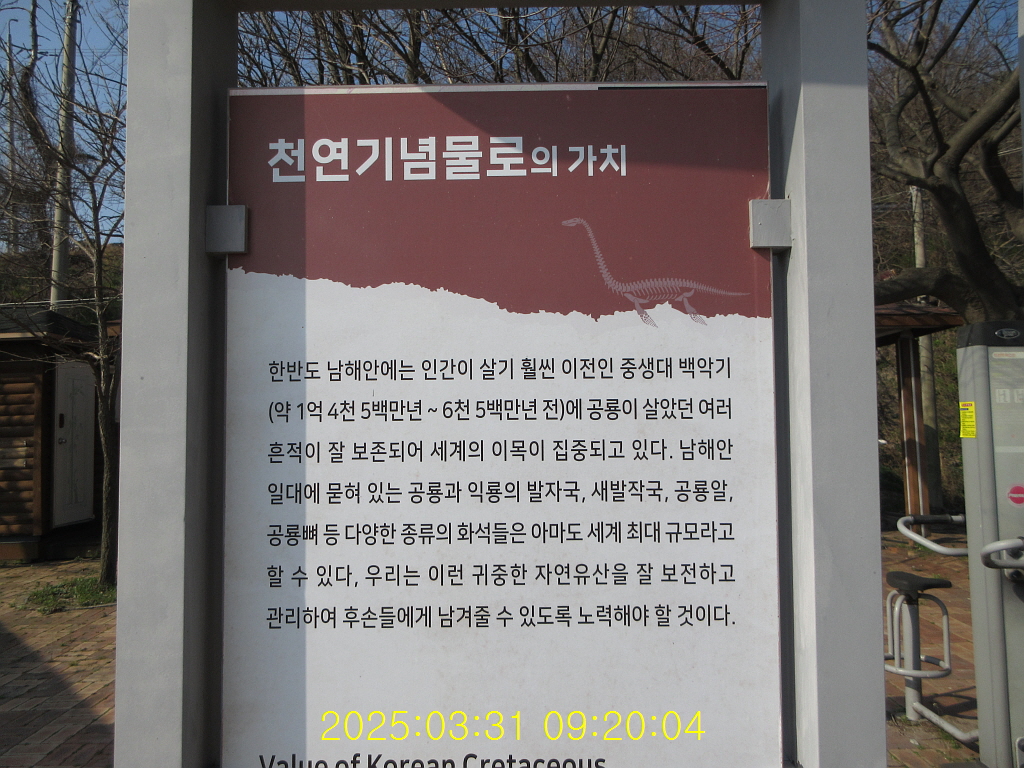 천연기념물로의 가치
한반도 남해안에는 인간이 살기 훨씬 이전인 중생대 백악기
(약 1억 4천 5백만년 ~ 6천 5백만년 전)에 공룡이 살았던 여러
흔적이 잘 보존되어 세계의 이목이 집중되고 있다. 남해안
일대에 묻혀 있는 공룡과 익룡의 발자국, 새발작국, 공룡알,
공룡뼈 등 다양한 종류의 화석들은 아마도 세계 최대 규모라고
할 수 있다, 우리는 이런 귀중한 자연유산을 잘 보전하고
관리하여 후손들에게 남겨줄 수 있도록 노력해야 할 것이다.
2025:03:31 09:20:04
Value of Korean Cretaceous